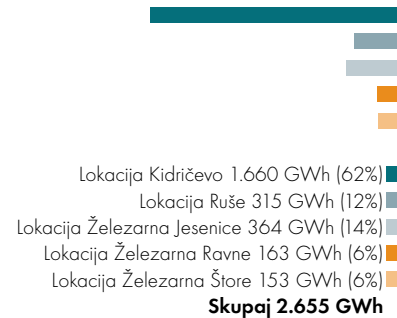 Lokacija Kidričevo 1.660 GWh (62%)
Lokacija Ruše 315 GWh (12%)
Lokacija Železarna Jesenice 364 GWh (14%)
Lokacija Železarna Ravne 163 GWh (6%)
Lokacija Železarna Štore 153 GWh (6%)
Skupaj 2.655 GWh